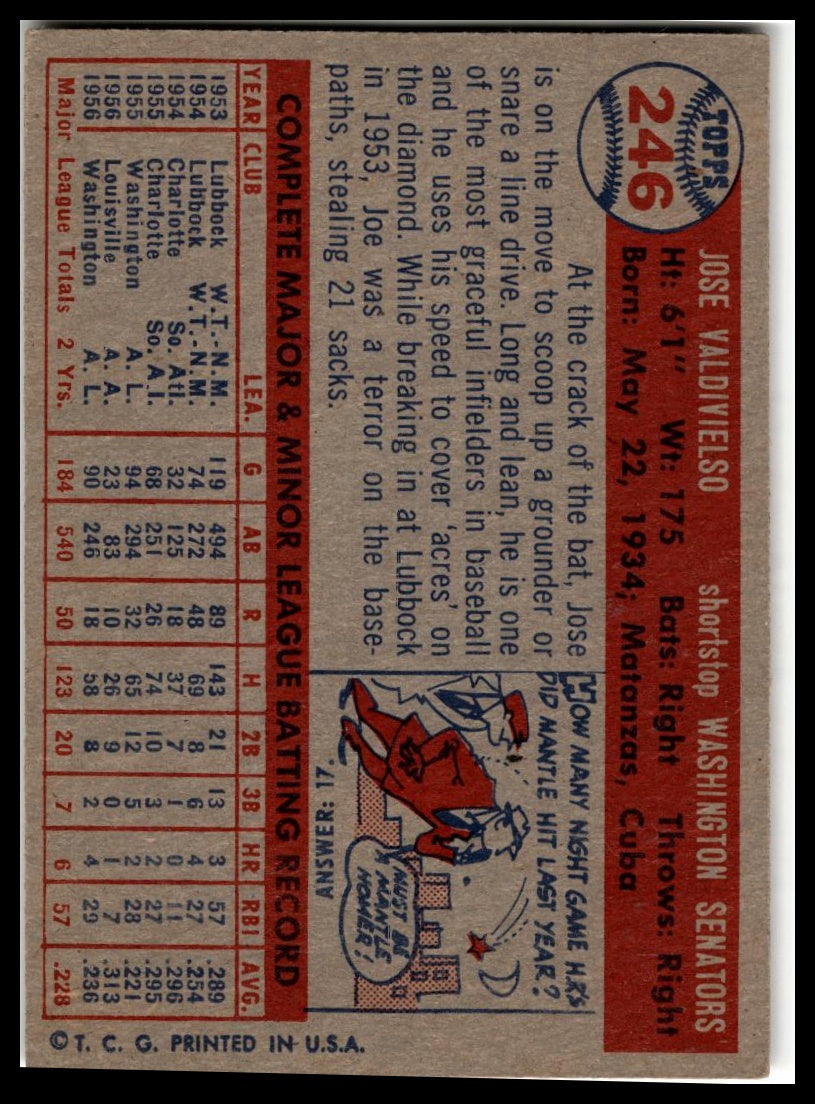 TOPPS
246
JOSE VALDIVIELSO shortstop WASHINGTON SENATORS
Ht: 6'1" Wt: 175 Bats: Right Throws: Right
Born: May 22, 1934; Matanzas, Cuba
At the crack of the bat, Jose
is on the move to scoop up a grounder or
snare a line drive. Long and lean, he is one
of the most graceful infielders in baseball
and he uses his speed to cover 'acres' on
the diamond. While breaking in at Lubbock
in 1953, Joe was a terror on the base-
paths, stealing 21 sacks.
HOW MANY NIGHT GAME H.R's
DID MANTLE HIT LAST YEAR?
MUST BE
A MANTLE
HOMER!
ANSWER: 17.
COMPLETE MAJOR & MINOR LEAGUE BATTING RECORD
YEAR CLUB LEA. G AB R H 2B 3B HR RBI AVG.
1953 Lubbock W.T.-N.M. 119 494 89 143 21 13 3 57 .289
1954 Lubbock W.T.-N.M. 74 272 48 69 8 6 4 27 .254
1954 Charlotte So. Atl. 32 125 18 37 7 1 0 11 .296
1955 Charlotte So. A.l. 68 251 26 74 10 3 2 27 .295
1955 Washington A. L. 94 294 32 65 12 5 2 28 .221
1956 Louisville A. A. 23 83 10 26 9 0 1 7 .313
1956 Washington A. L. 90 246 18 58 8 2 4 29 .236
Major League Totals 2 Yrs. 184 540 50 123 20 7 6 57 .228
© T. C. G. PRINTED IN U.S.A.